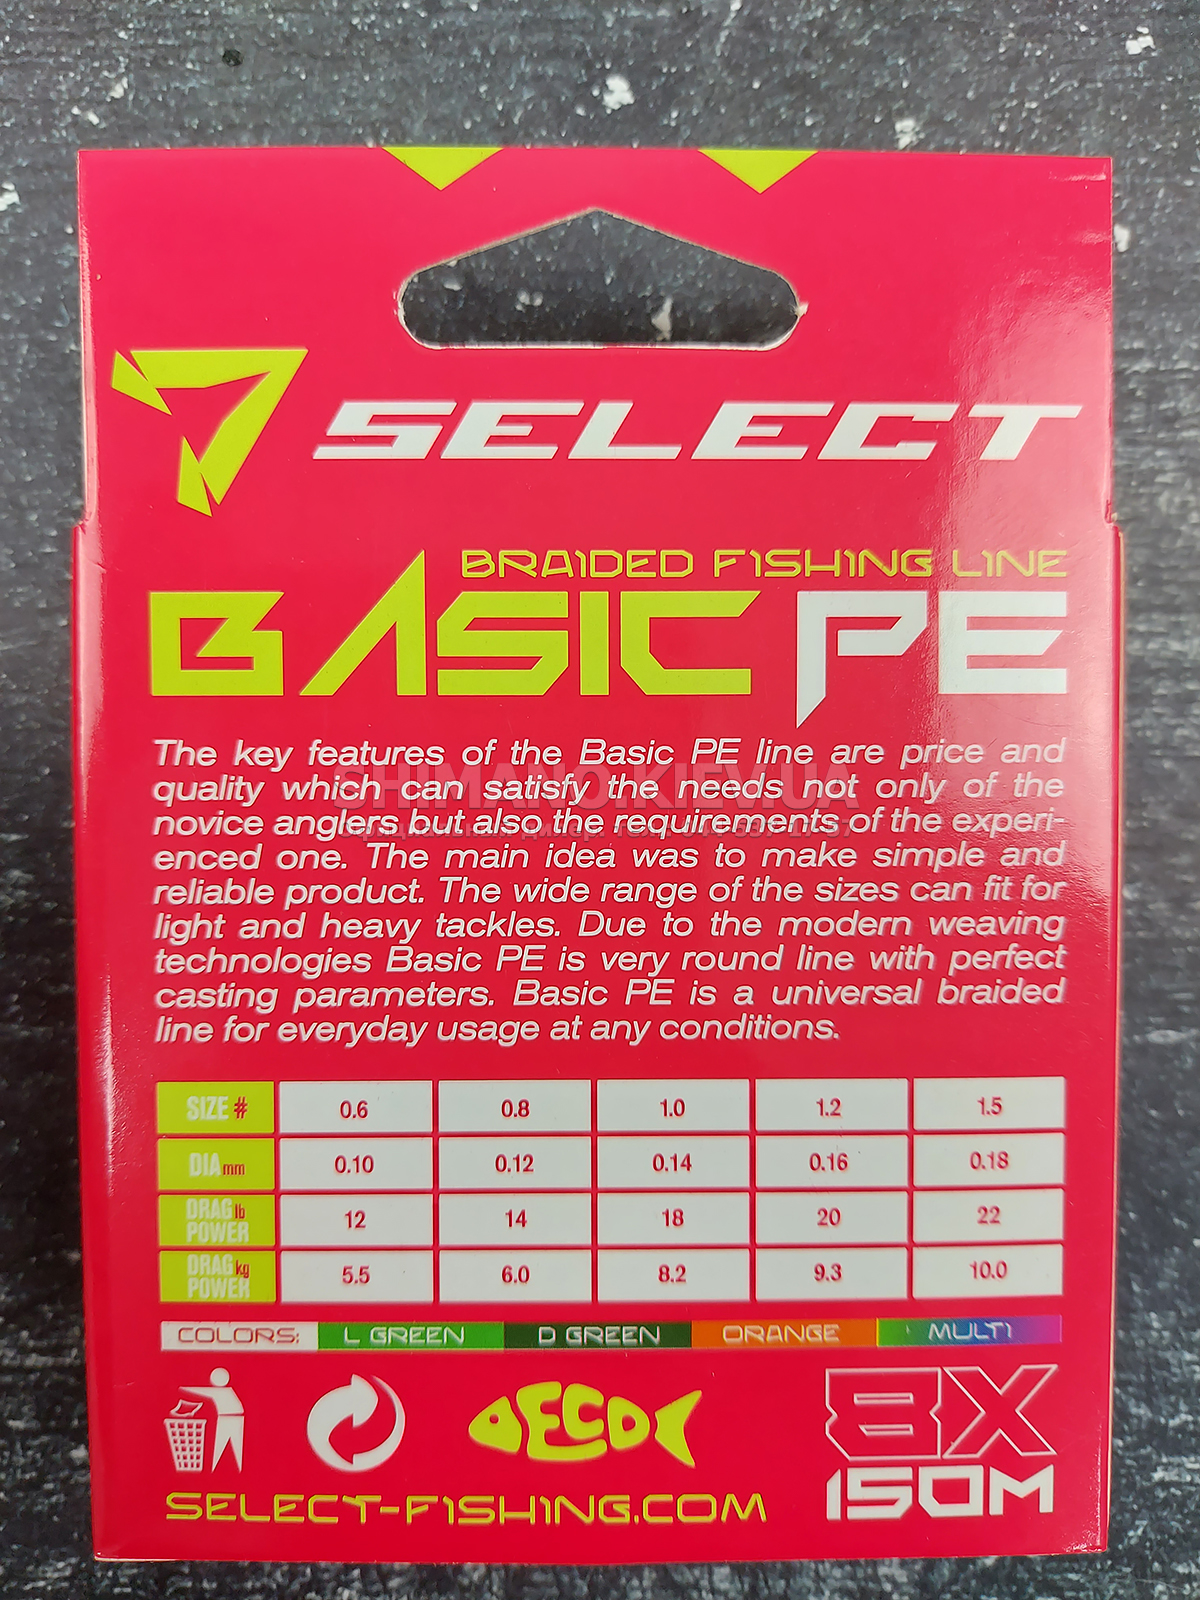 SELECT
BRAIDED FISHING LINE
BASIC PE
The key features of the Basic PE line are price and
quality which can satisfy the needs not only of the
novice anglers but also the requirements of the experi-
enced one. The main idea was to make simple and
reliable product. The wide range of the sizes can fit for
light and heavy tackles. Due to the modern weaving
technologies Basic PE is very round line with perfect
casting parameters. Basic PE is a universal braided
line for everyday usage at any conditions.
SHIMANO.KIEV.UA
SIZE # 0.6 0.8 1.0 1.2 1.5
DIA mm 0.10 0.12 0.14 0.16 0.18
DRAG lb POWER 12 14 18 20 22
DRAG kg POWER 5.5 6.0 8.2 9.3 10.0
COLORS: L GREEN D GREEN ORANGE MULTI
ECO
8X
150M
SELECT-FISHING.COM